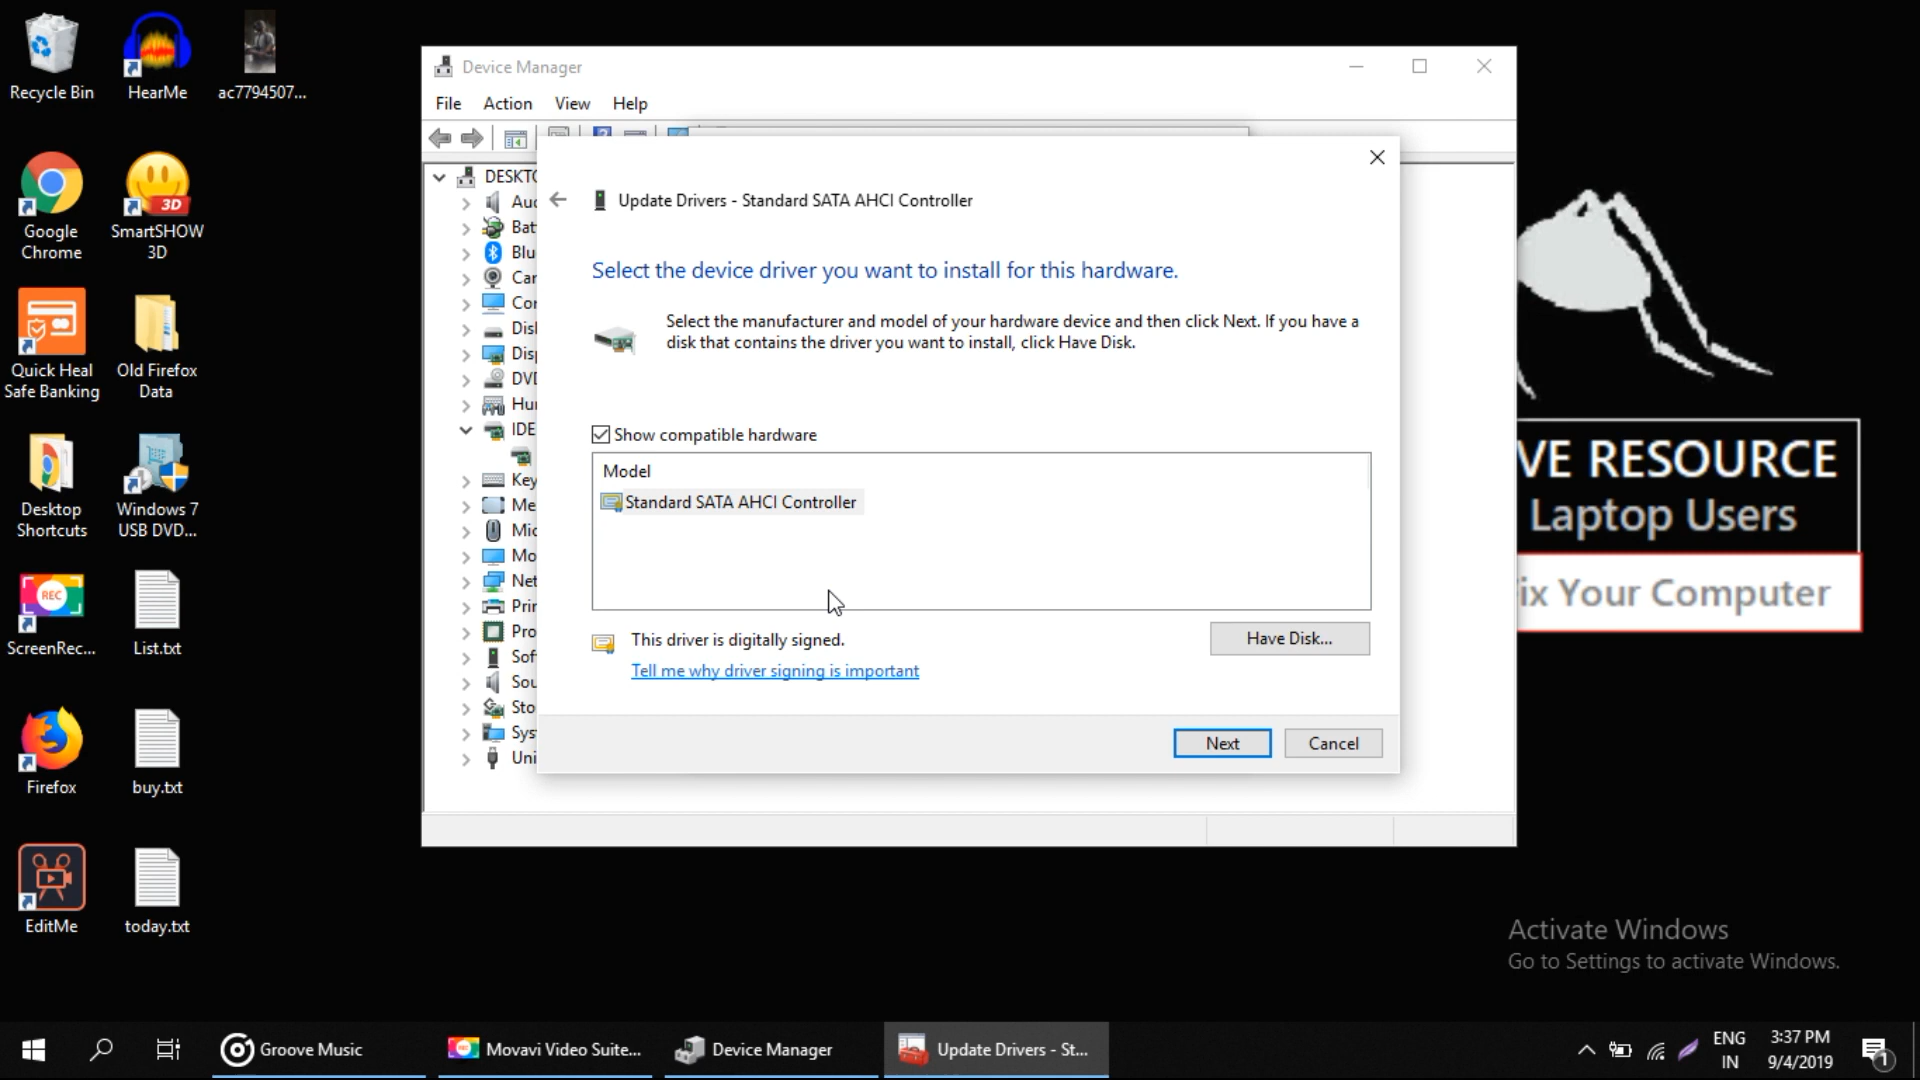 Recycle Bin
HearMe
ac7794507...
Google
Chrome
SmartSHOW
3D
3D
Quick Heal
Safe Banking
Old Firefox
Data
Desktop
Shortcuts
Windows 7
USB DVD...
REC
ScreenRec...
List.txt
Firefox
buy.txt
EditMe
today.txt
Device Manager
File Action View Help
DESKTO
Auc
Bat
Blu
Car
Cor
Disl
Disp
DVD
Hur
IDE
Key
Me
Mic
Mo
Net
Prin
Pro
Sof
Sou
Sto
Sys
Uni
Update Drivers - Standard SATA AHCI Controller
Select the device driver you want to install for this hardware.
Select the manufacturer and model of your hardware device and then click Next. If you have a
disk that contains the driver you want to install, click Have Disk.
Show compatible hardware
Model
Standard SATA AHCI Controller
This driver is digitally signed.
Tell me why driver signing is important
Have Disk...
Next
Cancel
VE RESOURCE
Laptop Users
ix Your Computer
Activate Windows
Go to Settings to activate Windows.
Groove Music
REC
Movavi Video Suite...
Device Manager
Update Drivers - St...
ENG
IN
3:37 PM
9/4/2019
1